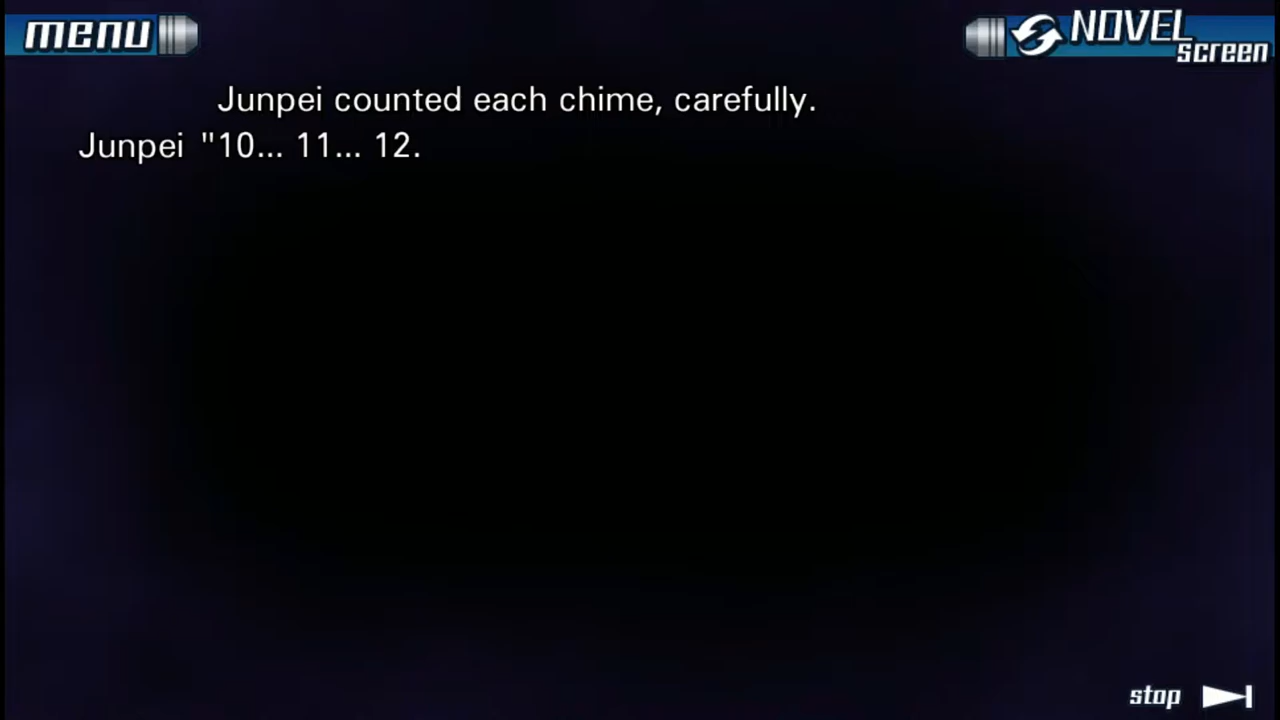 menu
NOVEL
screen
Junpei counted each chime, carefully.
Junpei "10... 11... 12.
stop